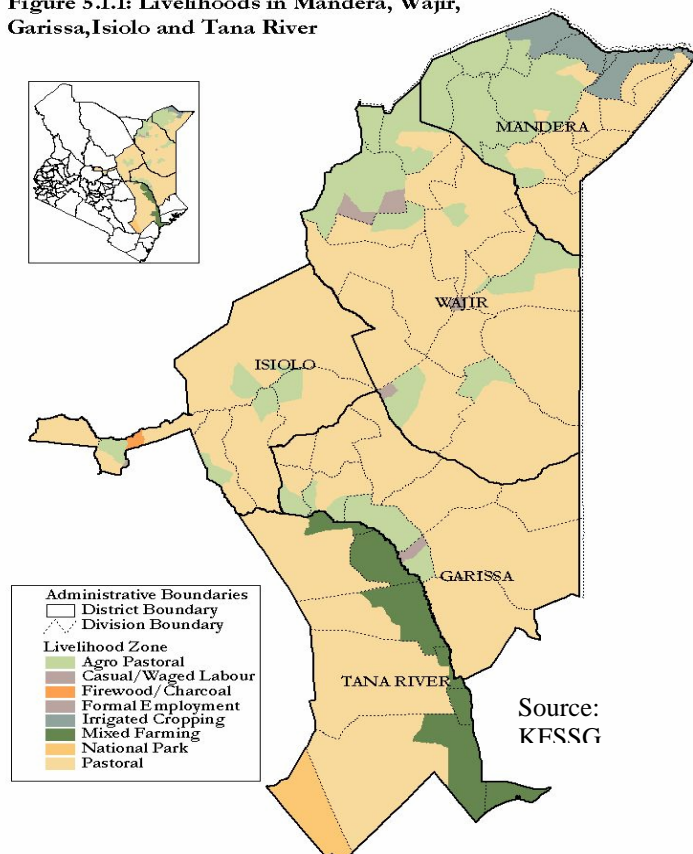 Figure 5.1.1: Livelihoods in Mandera, Wajir,
Garissa,Isiolo and Tana River
MANDERA
WAJIR
ISIOLO
GARISSA
TANA RIVER
Administrative Boundaries
District Boundary
Division Boundary
Livelihood Zone
Agro Pastoral
Casual/Waged Labour
Firewood/Charcoal
Formal Employment
Irrigated Cropping
Mixed Farming
National Park
Pastoral
Source:
KFSSG